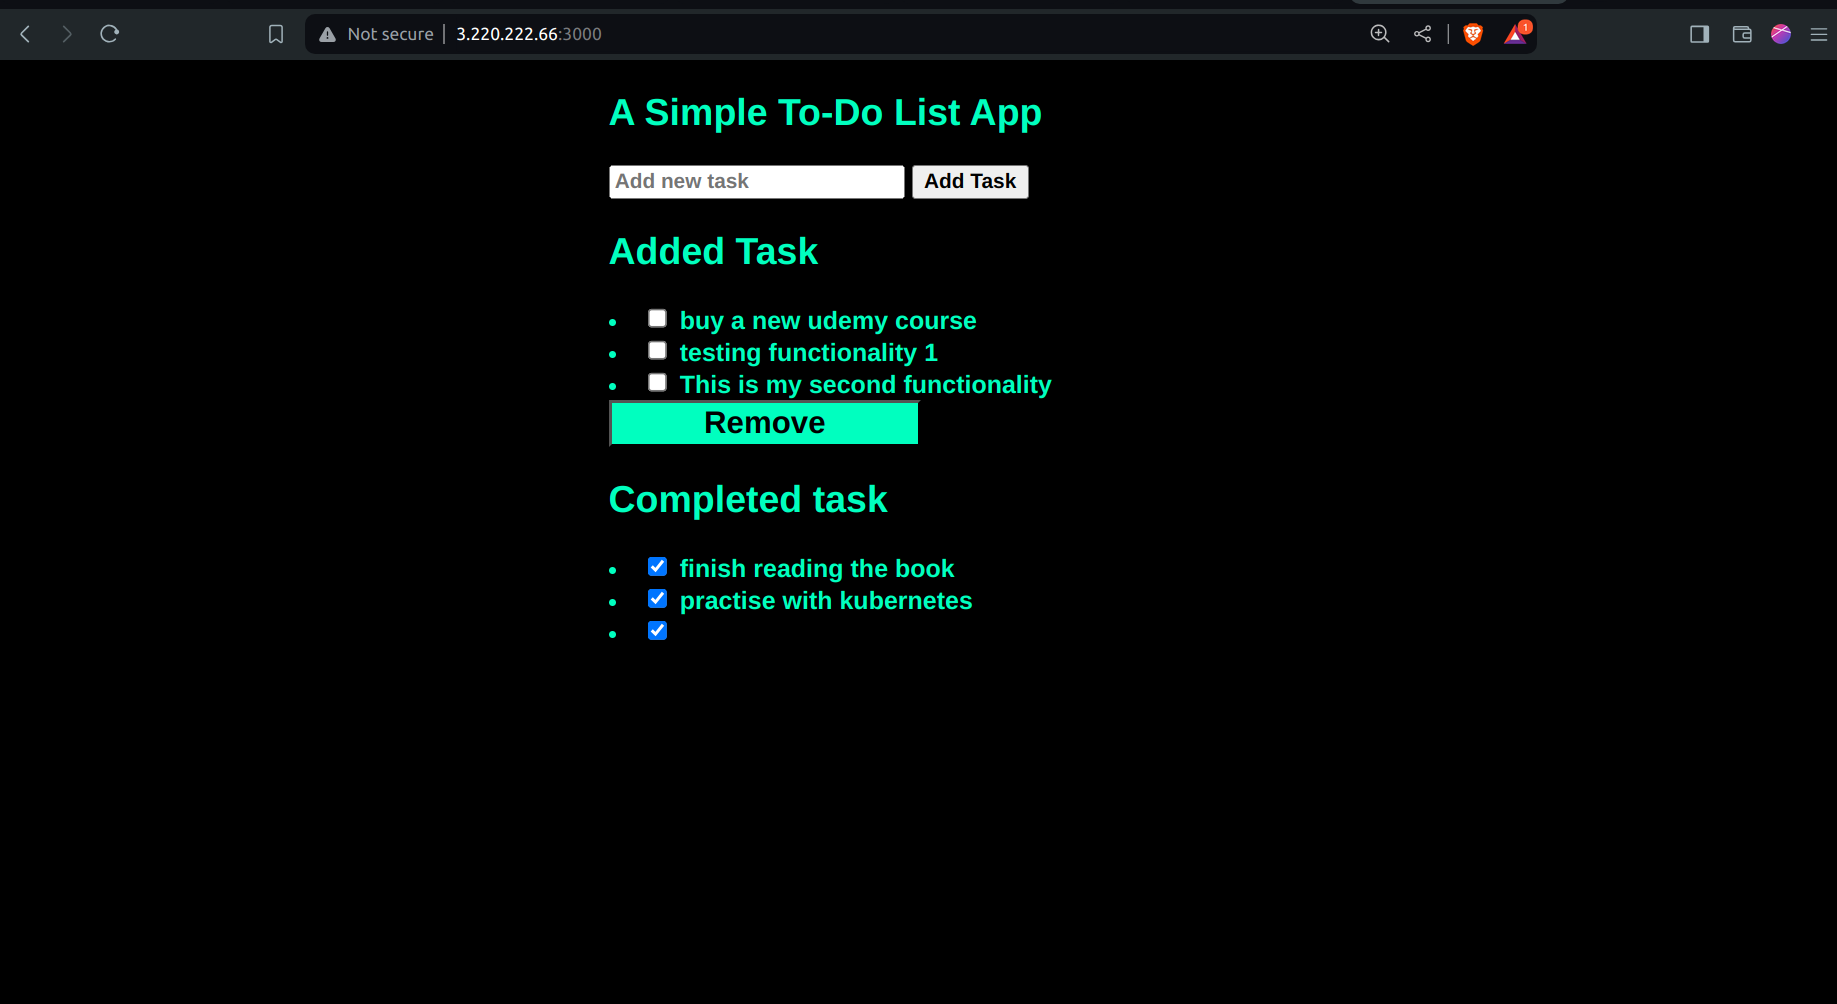 Not secure 3.220.222.66:3000
1
A Simple To-Do List App
Add new task Add Task
Added Task
buy a new udemy course
testing functionality 1
This is my second functionality
Remove
Completed task
finish reading the book
practise with kubernetes